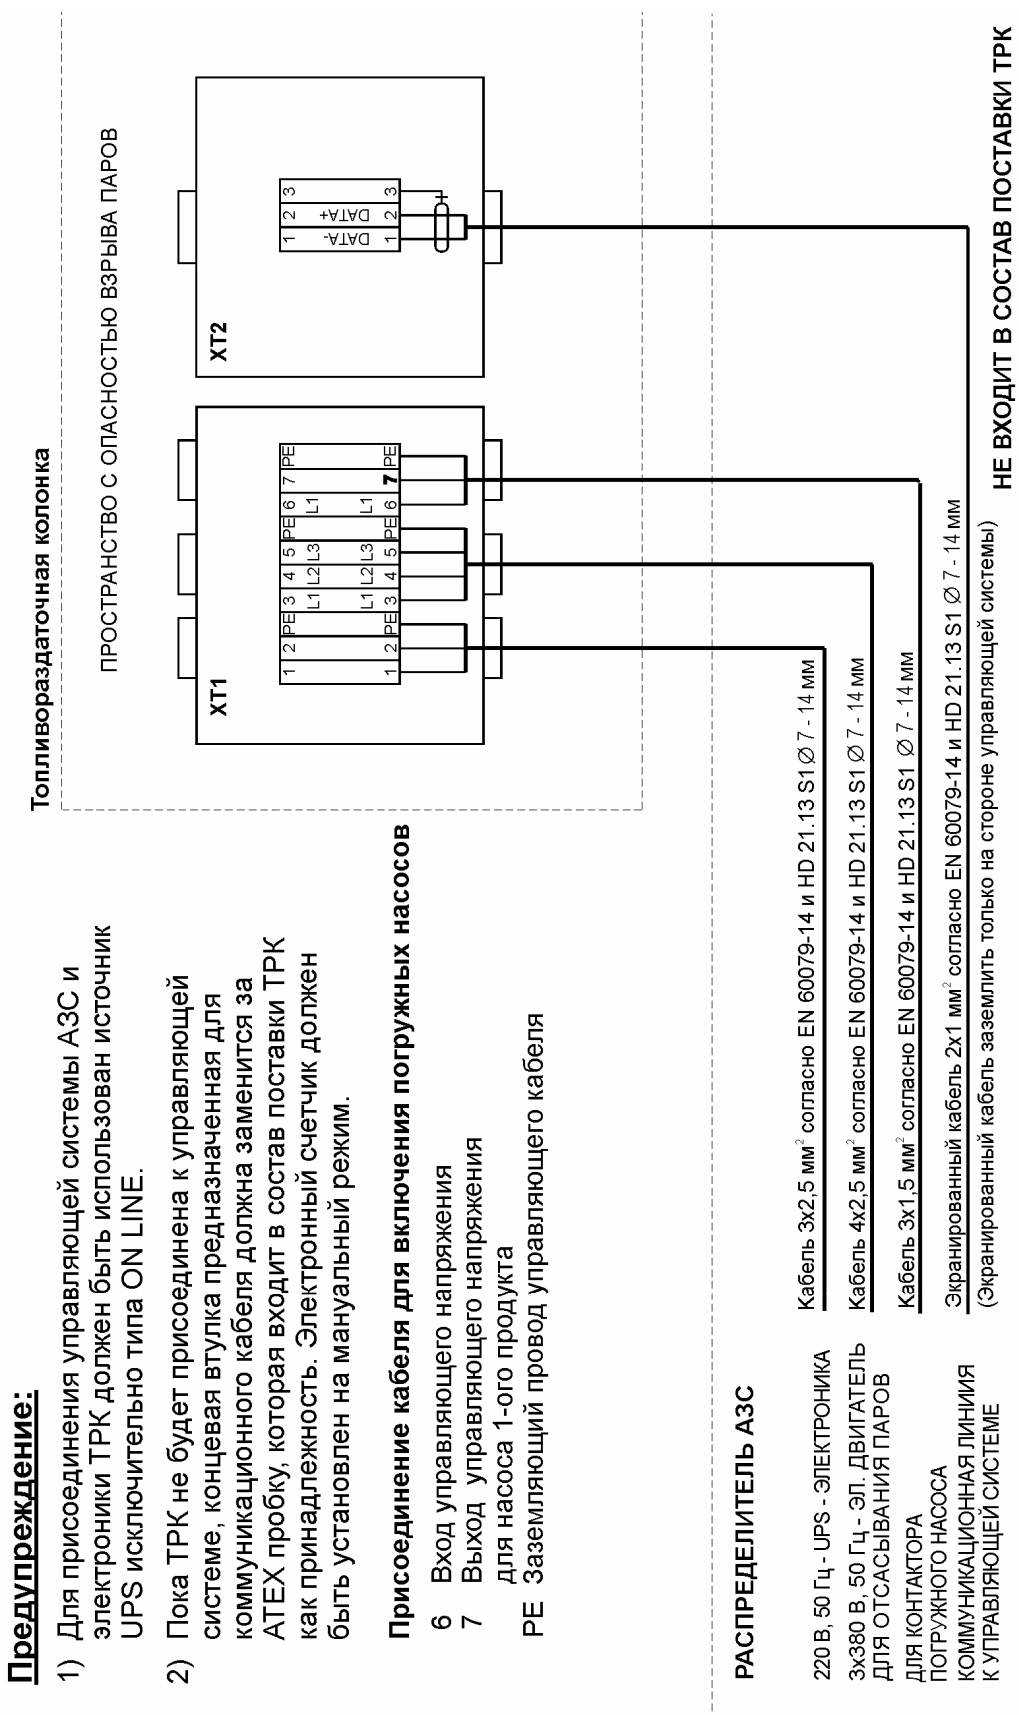 Предупреждение:
1) Для присоединения управляющей системы АЗС и
электроники ТРК должен быть использован источник
UPS исключительно типа ON LINE.
2) Пока ТРК не будет присоединена к управляющей
системе, концевая втулка предназначенная для
коммуникационного кабеля должна заменится за
ATEX пробку, которая входит в состав поставки ТРК
как принадлежность. Электронный счетчик должен
быть установлен на мануальный режим.
Присоединение кабеля для включения погружных насосов
6 Вход управляющего напряжения
7 Выход управляющего напряжения
для насоса 1-ого продукта
PE Заземляющий провод управляющего кабеля
Топливораздаточная колонка
ПРОСТРАНСТВО С ОПАСНОСТЬЮ ВЗРЫВА ПАРОВ
XT1
1 2 PE 3 4 5 PE 6 7 PE
L1 L2 L3 L1
L1 L2 L3 L1
1 2 PE 3 4 5 PE 6 7 PE
XT2
1 2 3
DATA- DATA+
1 2 3
РАСПРЕДЕЛИТЕЛЬ АЗС
220 В, 50 Гц - UPS - ЭЛЕКТРОНИКА
Кабель 3x2,5 мм² согласно EN 60079-14 и HD 21.13 S1 ∅ 7 - 14 мм
3x380 В, 50 Гц - ЭЛ. ДВИГАТЕЛЬ
ДЛЯ ОТСАСЫВАНИЯ ПАРОВ
Кабель 4x2,5 мм² согласно EN 60079-14 и HD 21.13 S1 ∅ 7 - 14 мм
ДЛЯ КОНТАКТОРА
ПОГРУЖНОГО НАСОСА
Кабель 3x1,5 мм² согласно EN 60079-14 и HD 21.13 S1 ∅ 7 - 14 мм
КОММУНИКАЦИОННАЯ ЛИНИИЯ
К УПРАВЛЯЮЩЕЙ СИСТЕМЕ
Экранированный кабель 2x1 мм² согласно EN 60079-14 и HD 21.13 S1 ∅ 7 - 14 мм
(Экранированный кабель заземлить только на стороне управляющей системы)
НЕ ВХОДИТ В СОСТАВ ПОСТАВКИ ТРК